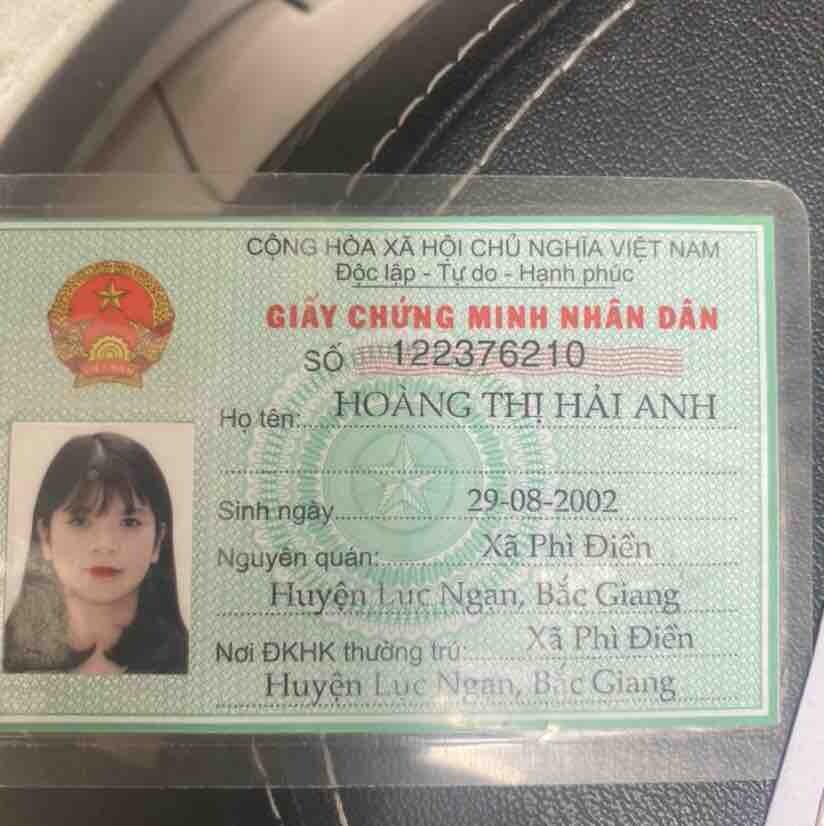 CỘNG HÒA XÃ HỘI CHỦ NGHĨA VIỆT NAM
Độc lập - Tự do - Hạnh phúc
GIẤY CHỨNG MINH NHÂN DÂN
SỐ 122376210
Họ tên: HOÀNG THỊ HẢI ANH
Sinh ngày 29-08-2002
Nguyên quán: Xã Phì Điền
Huyện Lục Ngạn, Bắc Giang
Nơi ĐKHK thường trú: Xã Phì Điền
Huyện Lục Ngạn, Bắc Giang
VIỆT NAM